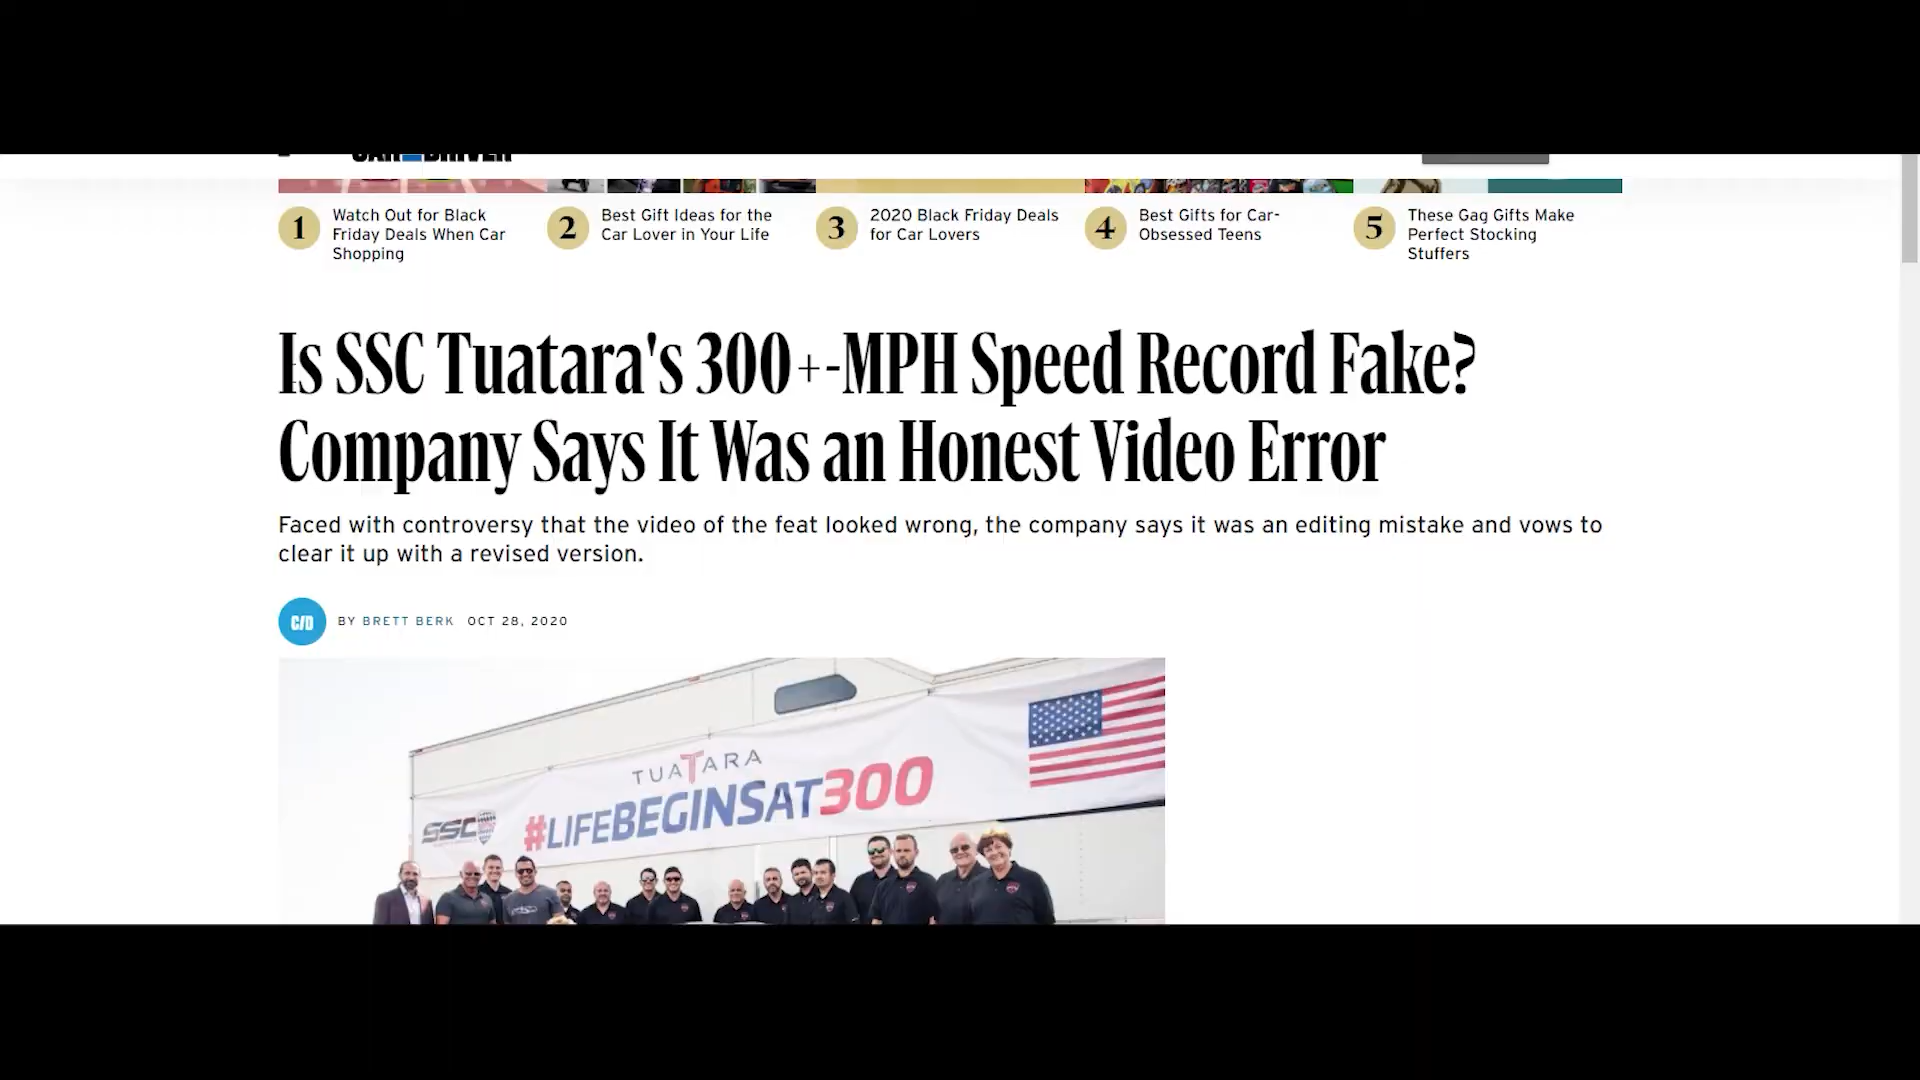 CAR AND DRIVER
1 Watch Out for Black
Friday Deals When Car
Shopping
2 Best Gift Ideas for the
Car Lover in Your Life
3 2020 Black Friday Deals
for Car Lovers
4 Best Gifts for Car-
Obsessed Teens
5 These Gag Gifts Make
Perfect Stocking
Stuffers
Is SSC Tuatara's 300+-MPH Speed Record Fake?
Company Says It Was an Honest Video Error
Faced with controversy that the video of the feat looked wrong, the company says it was an editing mistake and vows to
clear it up with a revised version.
C/D BY BRETT BERK OCT 28, 2020
TUATARA
#LIFEBEGINSAT300
SSC